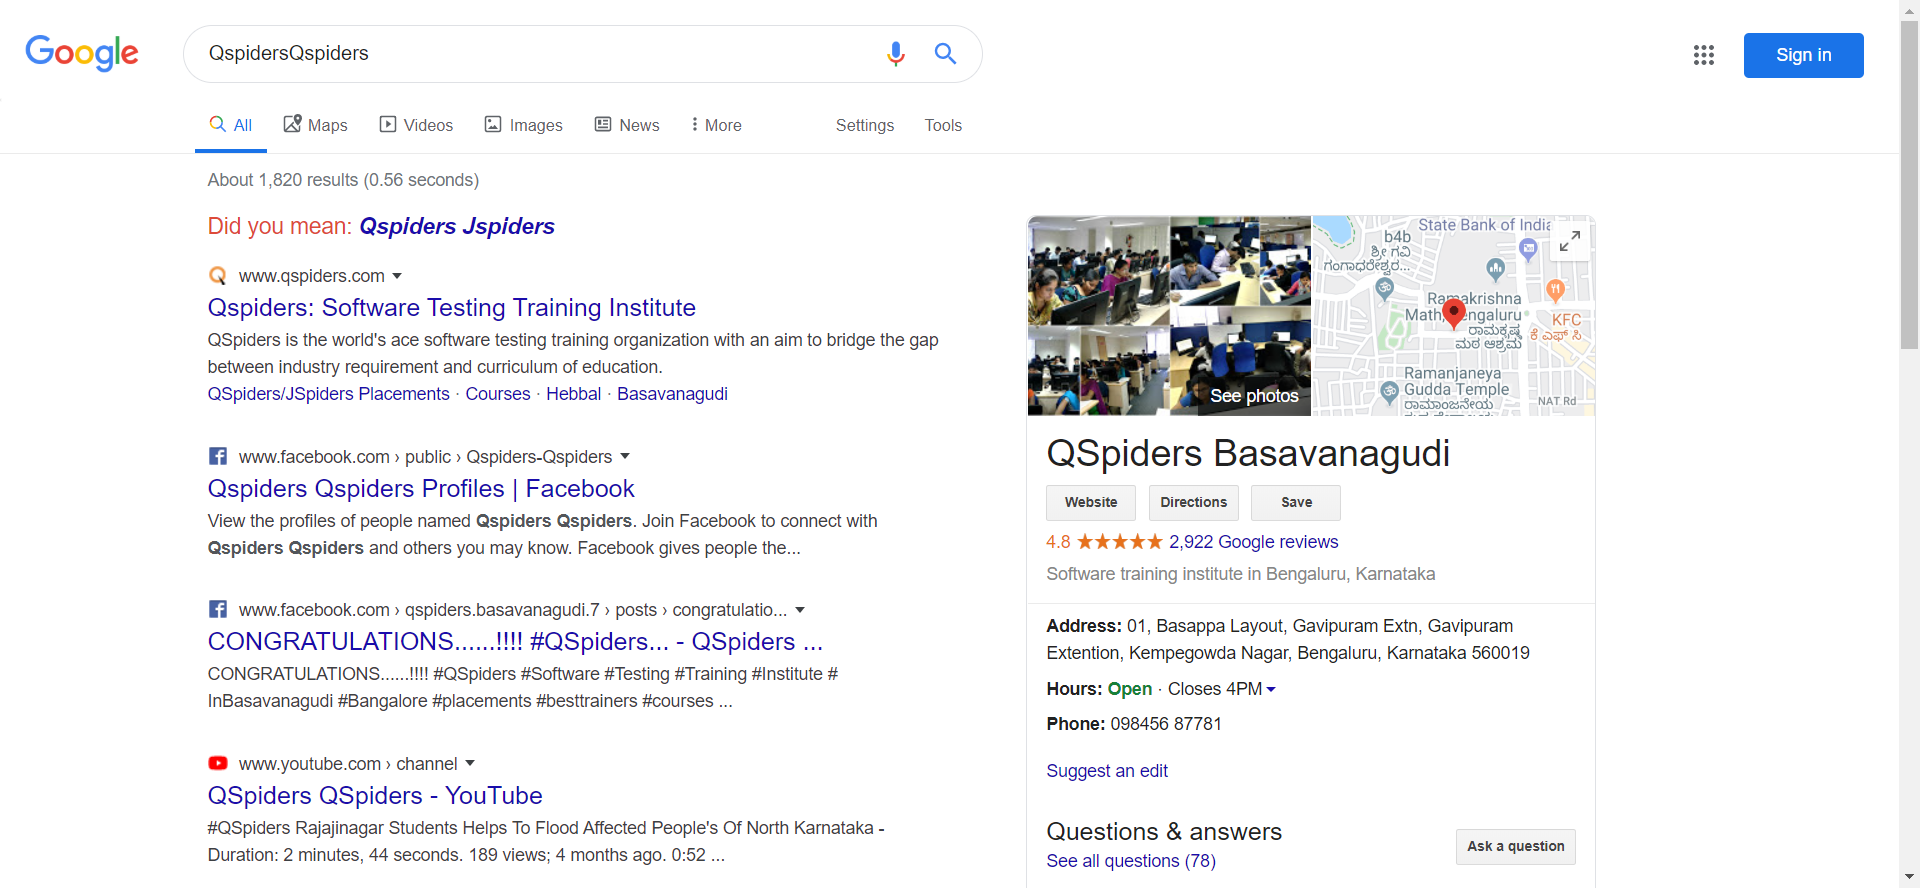 Google
QspidersQspiders
Sign in
All
Maps
Videos
Images
News
More
Settings
Tools
About 1,820 results (0.56 seconds)
Did you mean: Qspiders Jspiders
www.qspiders.com
Qspiders: Software Testing Training Institute
QSpiders is the world's ace software testing training organization with an aim to bridge the gap
between industry requirement and curriculum of education.
QSpiders/JSpiders Placements · Courses · Hebbal · Basavanagudi
www.facebook.com › public › Qspiders-Qspiders
Qspiders Qspiders Profiles | Facebook
View the profiles of people named Qspiders Qspiders. Join Facebook to connect with
Qspiders Qspiders and others you may know. Facebook gives people the...
www.facebook.com › qspiders.basavanagudi.7 › posts › congratulatio...
CONGRATULATIONS......!!!! #QSpiders... - QSpiders ...
CONGRATULATIONS......!!!! #QSpiders #Software #Testing #Training #Institute #
InBasavanagudi #Bangalore #placements #besttrainers #courses ...
www.youtube.com › channel
QSpiders QSpiders - YouTube
#QSpiders Rajajinagar Students Helps To Flood Affected People's Of North Karnataka -
Duration: 2 minutes, 44 seconds. 189 views; 4 months ago. 0:52 ...
See photos
State Bank of India
b4b
ಶ್ರೀ ಗವಿ
ಗಂಗಾಧರೇಶ್ವರ...
Ramakrishna
Math, Bengaluru
ರಾಮಕೃಷ್ಣ
ಮಠ ಆಶ್ರಮ
KFC
ಕೆ ಎಫ್ ಸಿ
Ramanjaneya
Gudda Temple
ರಾಮಾಂಜನೇಯ
NAT Rd
QSpiders Basavanagudi
Website
Directions
Save
4.8
2,922 Google reviews
Software training institute in Bengaluru, Karnataka
Address: 01, Basappa Layout, Gavipuram Extn, Gavipuram
Extention, Kempegowda Nagar, Bengaluru, Karnataka 560019
Hours: Open · Closes 4PM
Phone: 098456 87781
Suggest an edit
Questions & answers
See all questions (78)
Ask a question